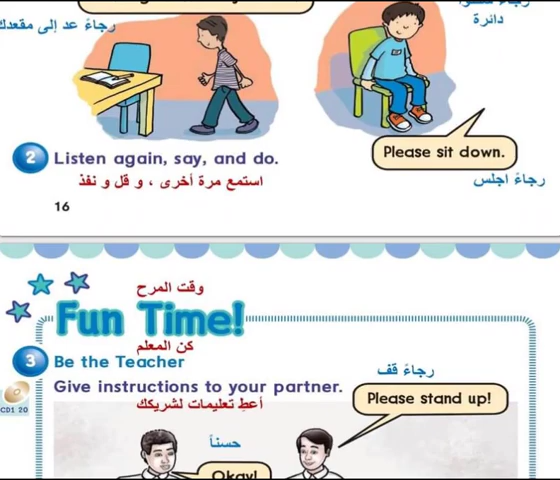 رجاءً عد إلى مقعدك
دائرة
Please sit down.
رجاءً اجلس
2 Listen again, say, and do.
استمع مرة أخرى ، و قل و نفذ
16
وقت المرح
Fun Time!
كن المعلم
3 Be the Teacher
رجاءً قف
Give instructions to your partner.
Please stand up!
أعطِ تعليمات لشريكك
CD1 20
حسناً
Okay!